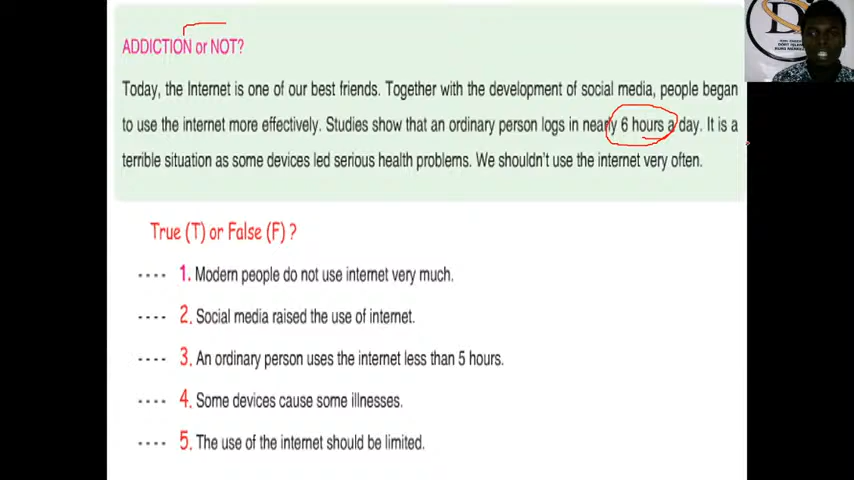 ADDICTION or NOT?
Today, the Internet is one of our best friends. Together with the development of social media, people began
to use the internet more effectively. Studies show that an ordinary person logs in nearly 6 hours a day. It is a
terrible situation as some devices led serious health problems. We shouldn't use the internet very often.
True (T) or False (F) ?
---- 1. Modern people do not use internet very much.
---- 2. Social media raised the use of internet.
---- 3. An ordinary person uses the internet less than 5 hours.
---- 4. Some devices cause some illnesses.
---- 5. The use of the internet should be limited.